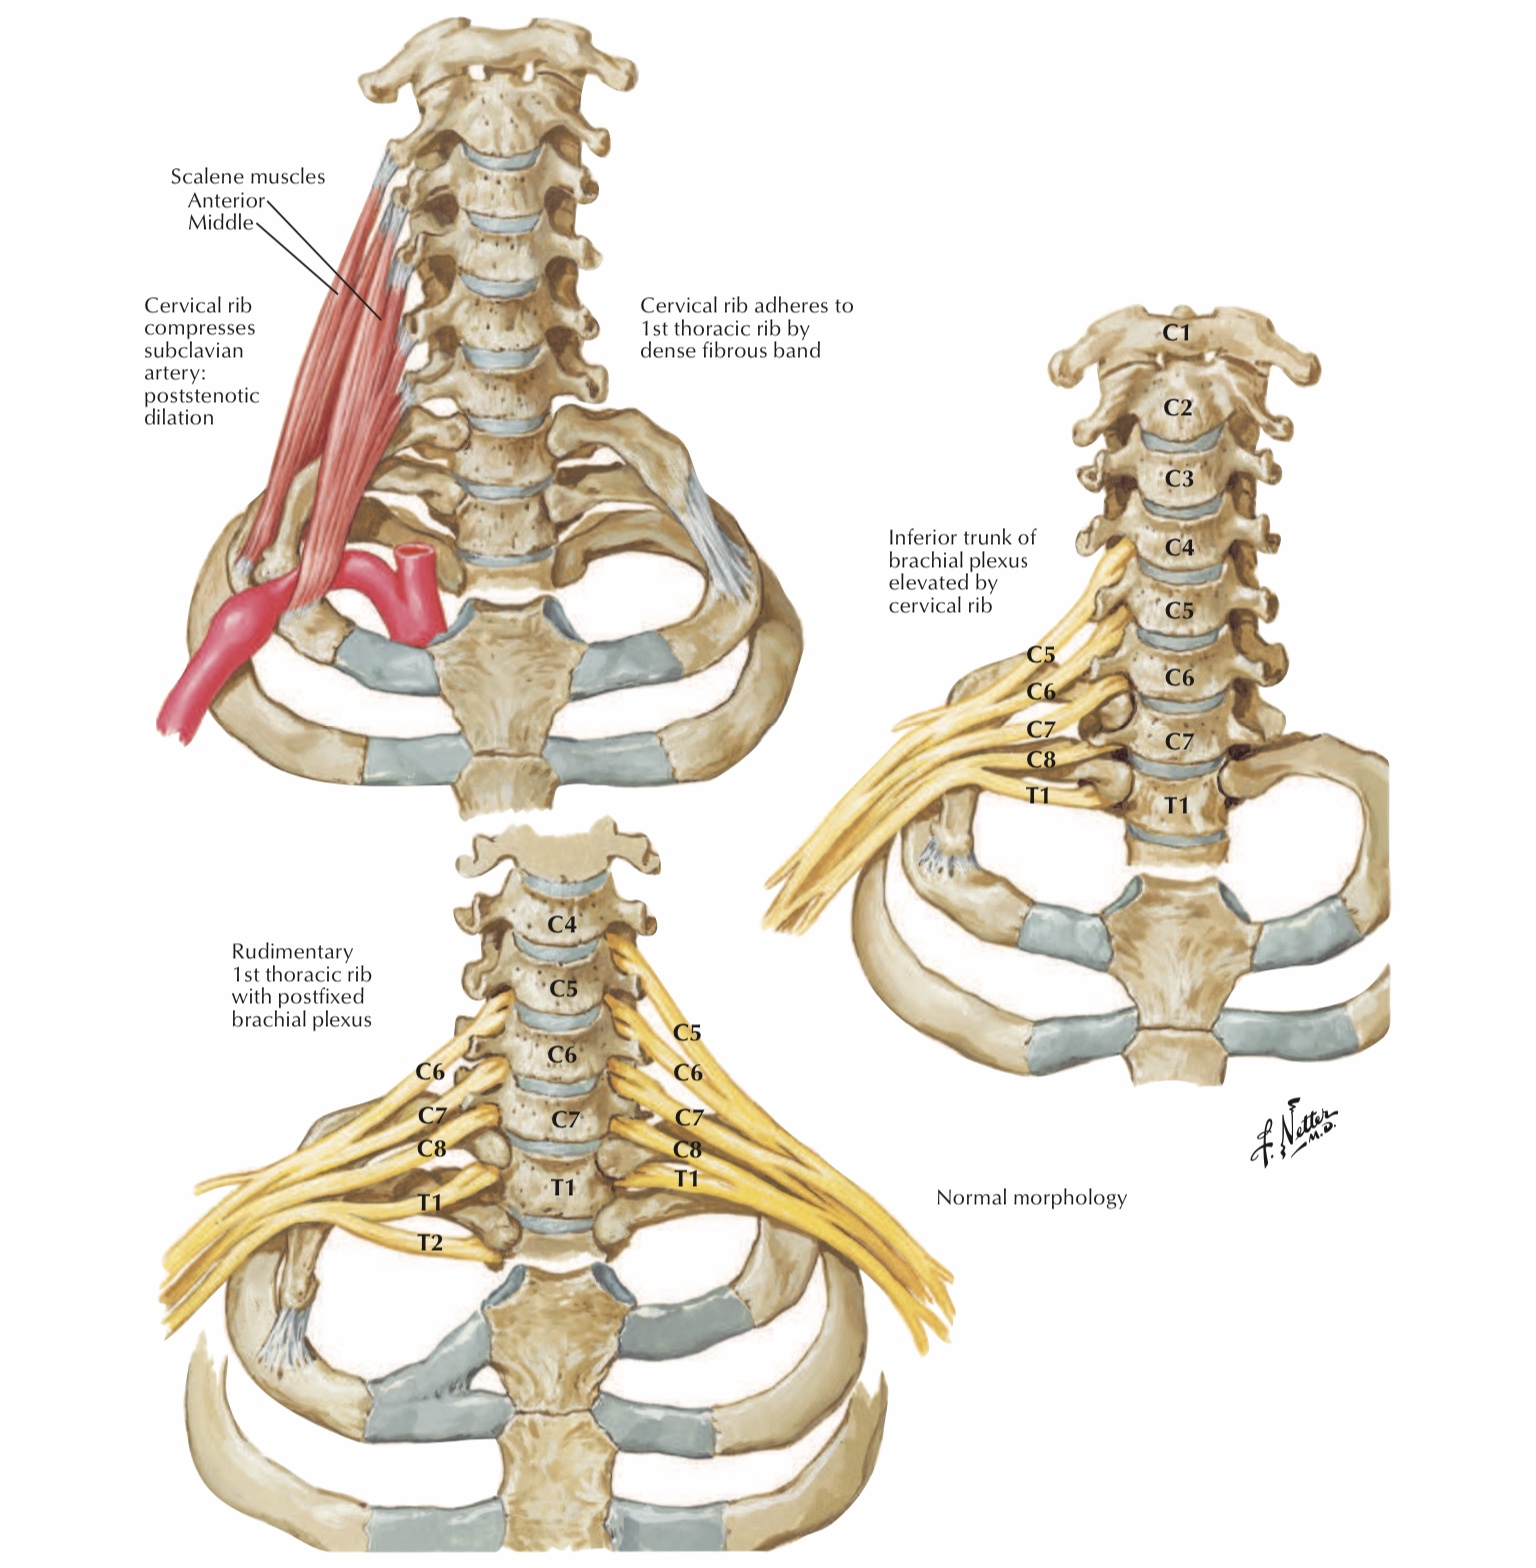 Scalene muscles
Anterior
Middle
Cervical rib
compresses
subclavian
artery:
poststenotic
dilation
Cervical rib adheres to
1st thoracic rib by
dense fibrous band
Inferior trunk of
brachial plexus
elevated by
cervical rib
C1
C2
C3
C4
C5
C6
C7
T1
C5
C6
C7
C8
T1
Rudimentary
1st thoracic rib
with postfixed
brachial plexus
C4
C5
C6
C7
T1
C6
C7
C8
T1
T2
C5
C6
C7
C8
T1
Normal morphology
F. Netter
M.D.